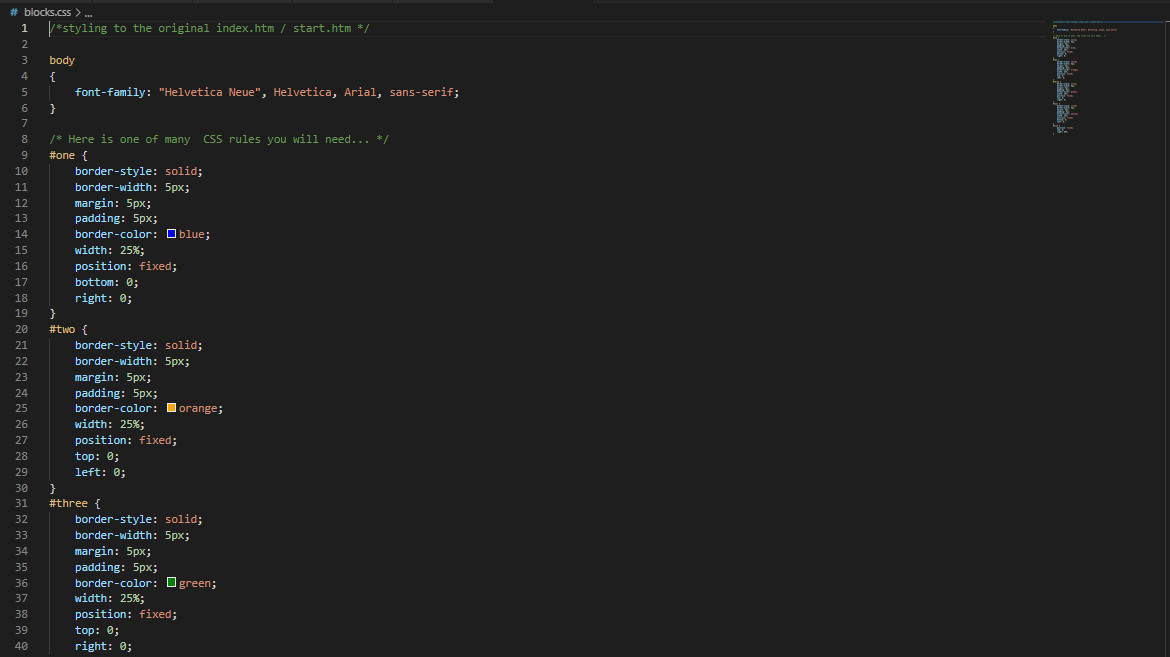 # blocks.css > ...
1 /*styling to the original index.htm / start.htm */
2
3 body
4 {
5     font-family: "Helvetica Neue", Helvetica, Arial, sans-serif;
6 }
7
8 /* Here is one of many  CSS rules you will need... */
9 #one {
10     border-style: solid;
11     border-width: 5px;
12     margin: 5px;
13     padding: 5px;
14     border-color: blue;
15     width: 25%;
16     position: fixed;
17     bottom: 0;
18     right: 0;
19 }
20 #two {
21     border-style: solid;
22     border-width: 5px;
23     margin: 5px;
24     padding: 5px;
25     border-color: orange;
26     width: 25%;
27     position: fixed;
28     top: 0;
29     left: 0;
30 }
31 #three {
32     border-style: solid;
33     border-width: 5px;
34     margin: 5px;
35     padding: 5px;
36     border-color: green;
37     width: 25%;
38     position: fixed;
39     top: 0;
40     right: 0;